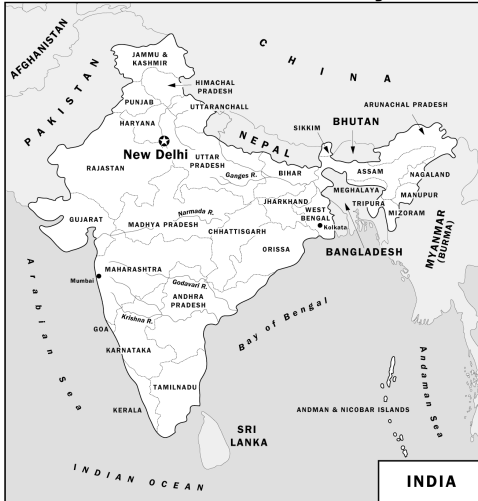 AFGHANISTAN
CHINA
PAKISTAN
JAMMU &
KASHMIR
HIMACHAL
PRADESH
PUNJAB
UTTARANCHALL
ARUNACHAL PRADESH
HARYANA
SIKKIM
BHUTAN
NEPAL
New Delhi
RAJASTAN
UTTAR
PRADESH
Ganges R.
BIHAR
ASSAM
NAGALAND
MEGHALAYA
MANUPUR
TRIPURA
MIZORAM
JHARKHAND
WEST
BENGAL
Kolkata
GUJARAT
Narmada R.
MADHYA PRADESH
CHHATTISGARH
ORISSA
BANGLADESH
MYANMAR
(BURMA)
MAHARASHTRA
Mumbai
Godavari R.
ANDHRA
PRADESH
Krishna R.
GOA
KARNATAKA
Arabian Sea
Bay of Bengal
Andaman Sea
TAMILNADU
KERALA
ANDMAN & NICOBAR ISLANDS
SRI
LANKA
INDIAN OCEAN
INDIA